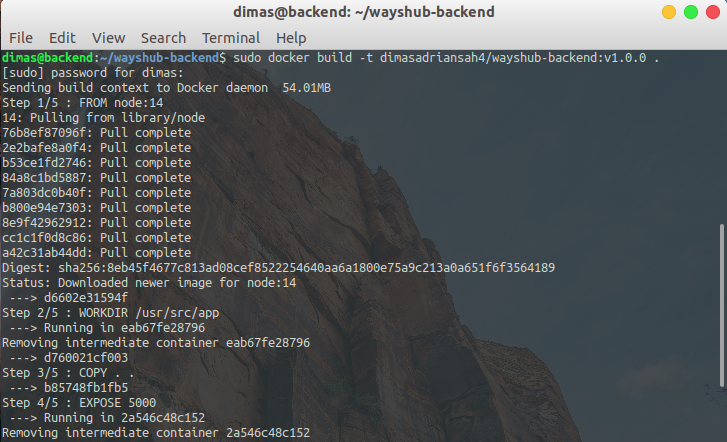 dimas@backend: ~/wayshub-backend
File Edit View Search Terminal Help
dimas@backend:~/wayshub-backend$ sudo docker build -t dimasadriansah4/wayshub-backend:v1.0.0 .
[sudo] password for dimas:
Sending build context to Docker daemon  54.01MB
Step 1/5 : FROM node:14
14: Pulling from library/node
76b8ef87096f: Pull complete
2e2bafe8a0f4: Pull complete
b53ce1fd2746: Pull complete
84a8c1bd5887: Pull complete
7a803dc0b40f: Pull complete
b800e94e7303: Pull complete
8e9f42962912: Pull complete
cc1c1f0d8c86: Pull complete
a42c31ab44dd: Pull complete
Digest: sha256:8eb45f4677c813ad08cef8522254640aa6a1800e75a9c213a0a651f6f3564189
Status: Downloaded newer image for node:14
 ---> d6602e31594f
Step 2/5 : WORKDIR /usr/src/app
 ---> Running in eab67fe28796
Removing intermediate container eab67fe28796
 ---> d760021cf003
Step 3/5 : COPY . .
 ---> b85748fb1fb5
Step 4/5 : EXPOSE 5000
 ---> Running in 2a546c48c152
Removing intermediate container 2a546c48c152